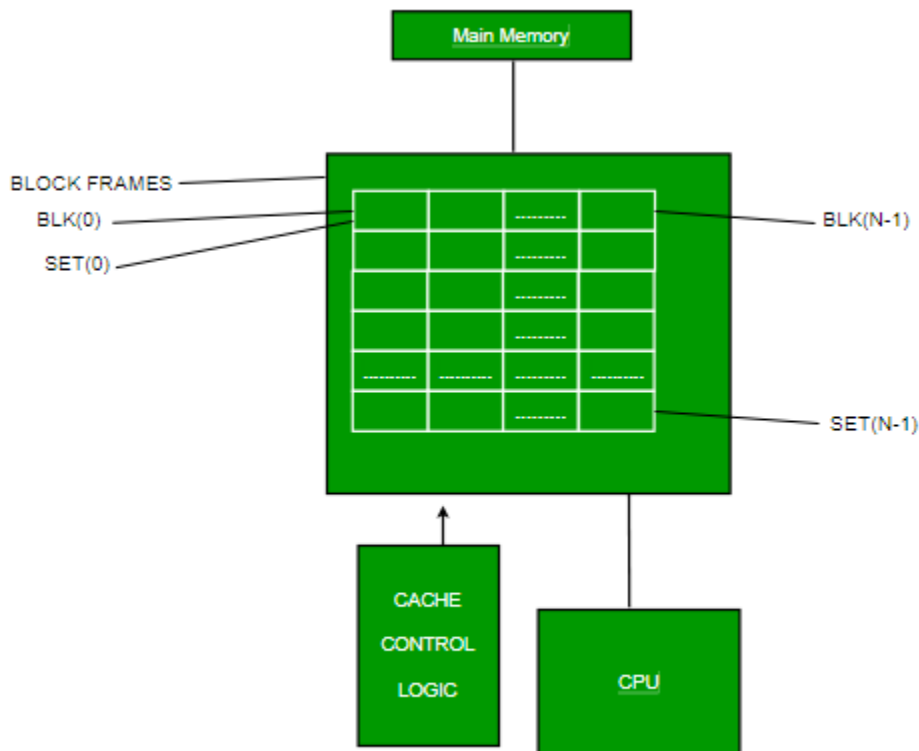 Main Memory
BLOCK FRAMES
BLK(0)
BLK(N-1)
SET(0)
---------
---------
---------
---------
---------- ---------- --------- ----------
---------
SET(N-1)
CACHE
CONTROL
LOGIC
CPU